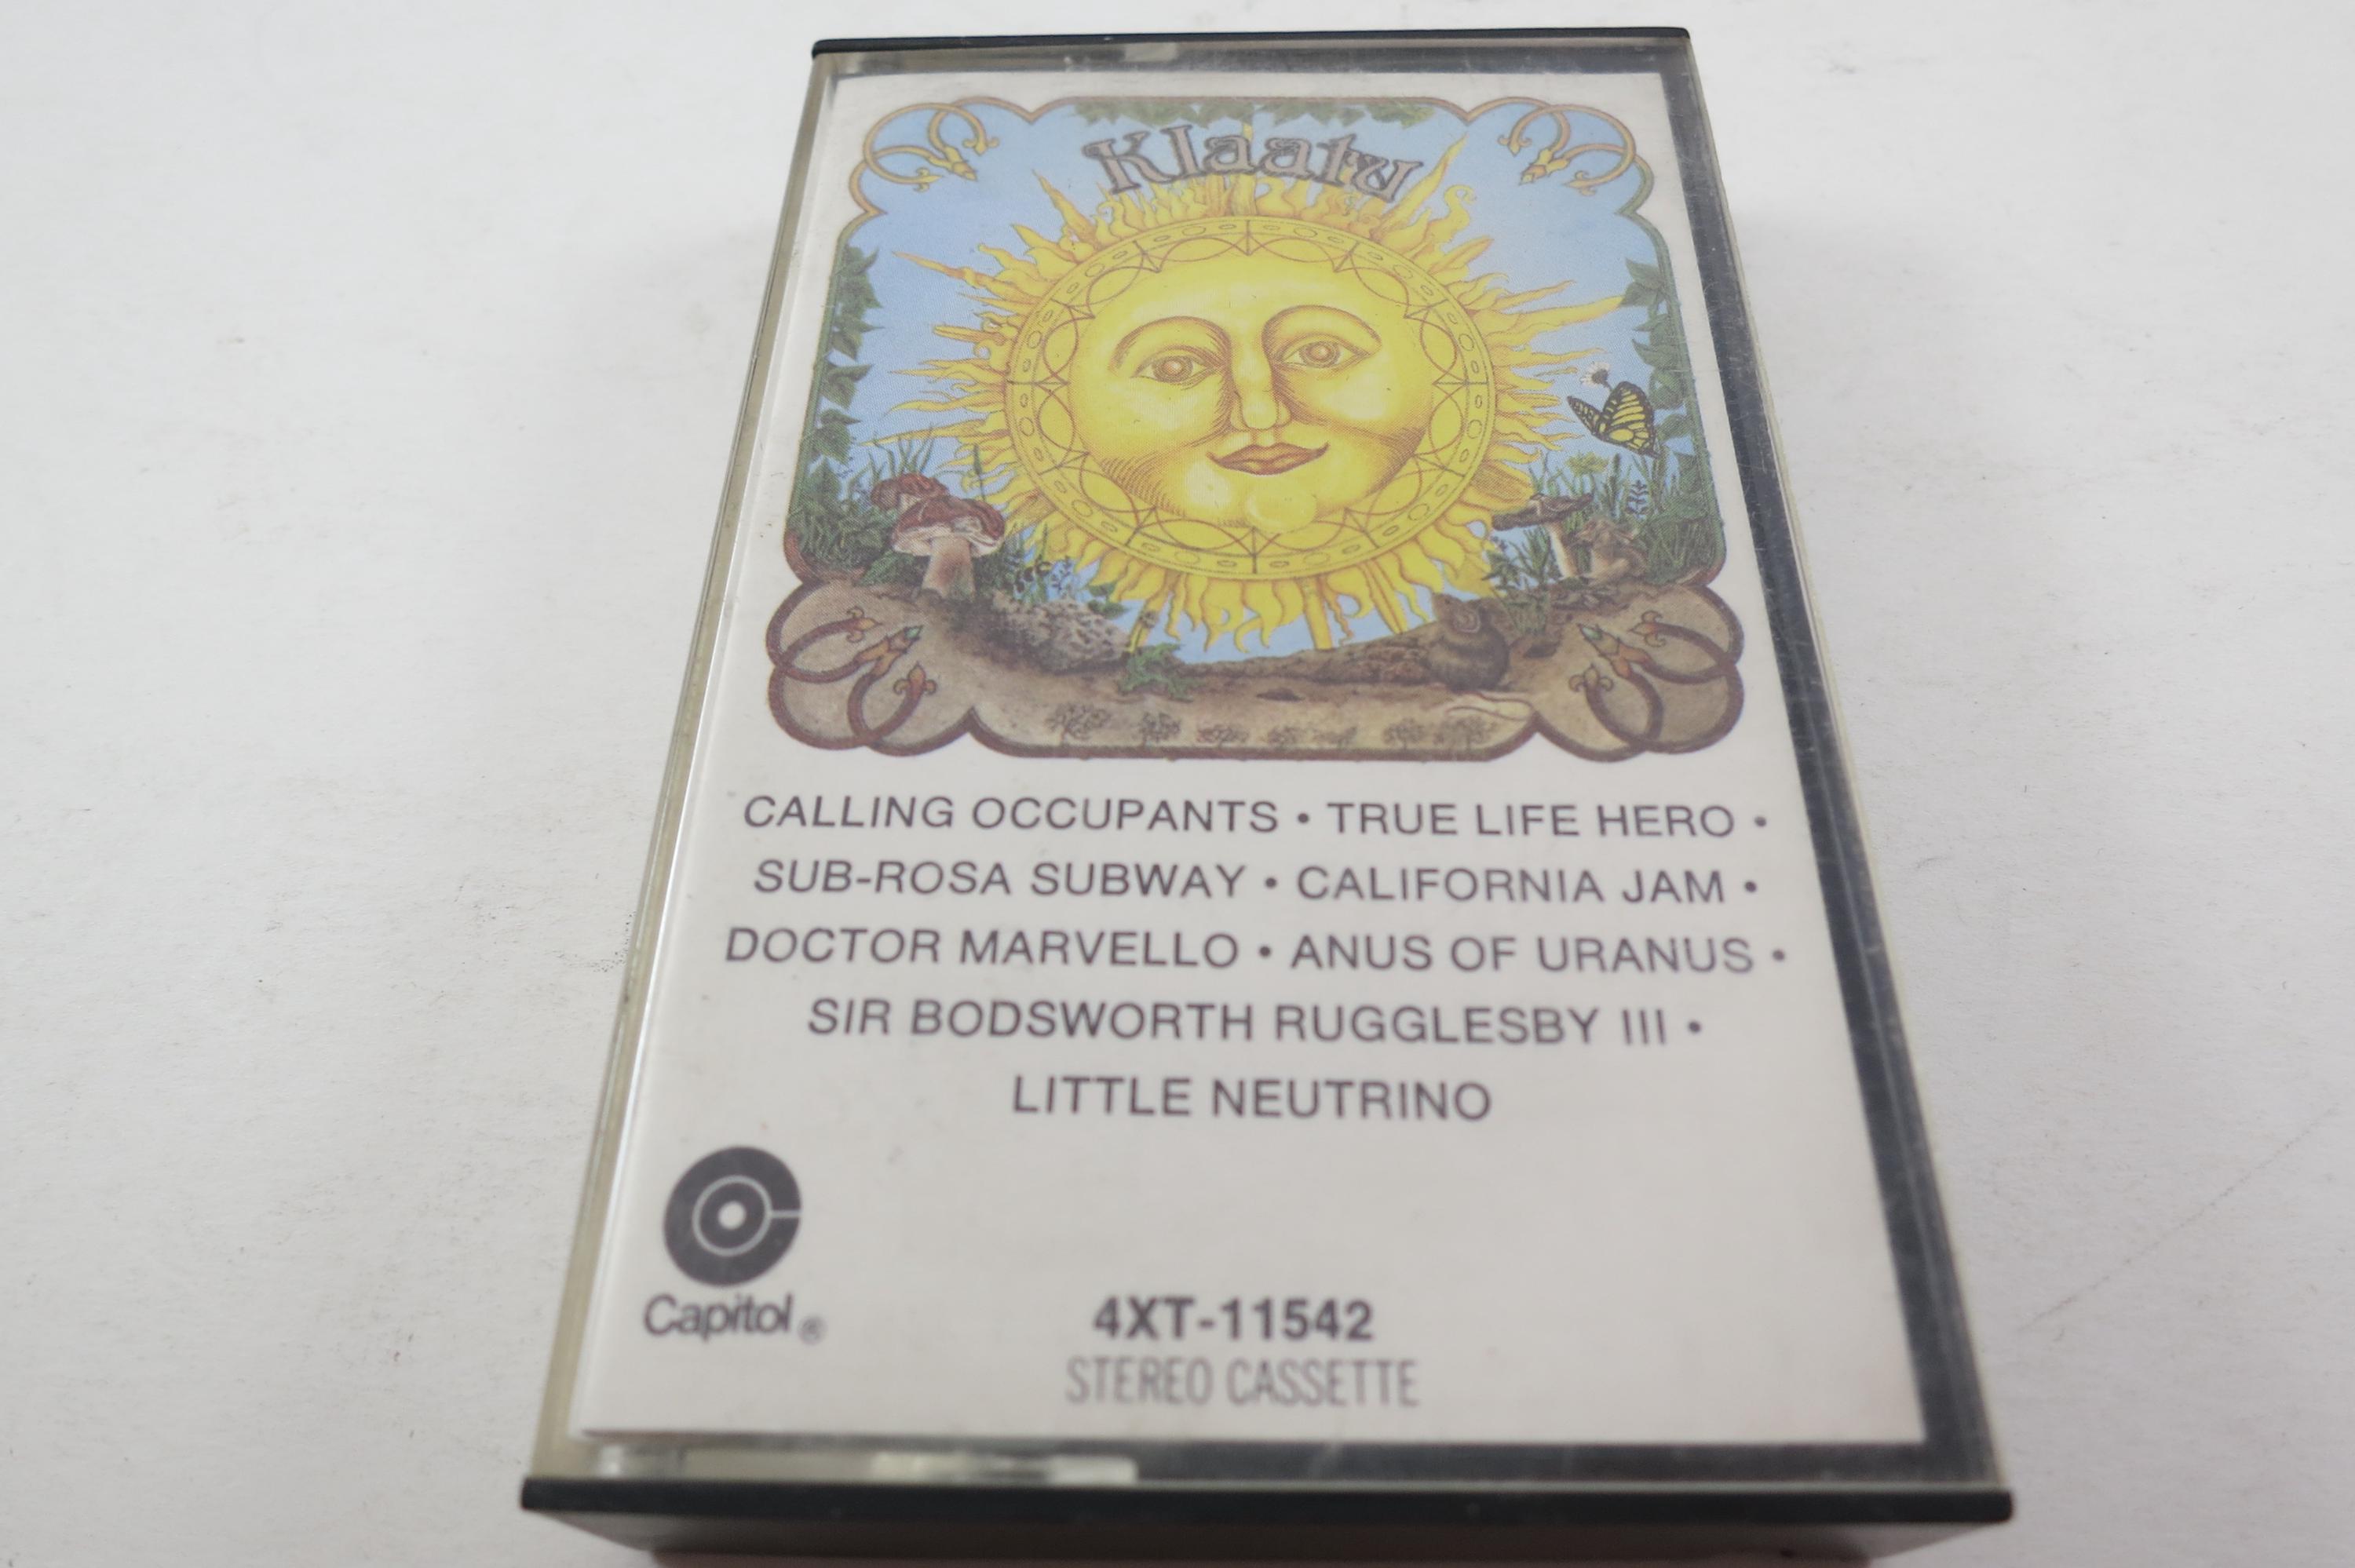 Klaatu
CALLING OCCUPANTS • TRUE LIFE HERO •
SUB-ROSA SUBWAY • CALIFORNIA JAM •
DOCTOR MARVELLO • ANUS OF URANUS •
SIR BODSWORTH RUGGLESBY III •
LITTLE NEUTRINO
Capitol®
4XT-11542
STEREO CASSETTE